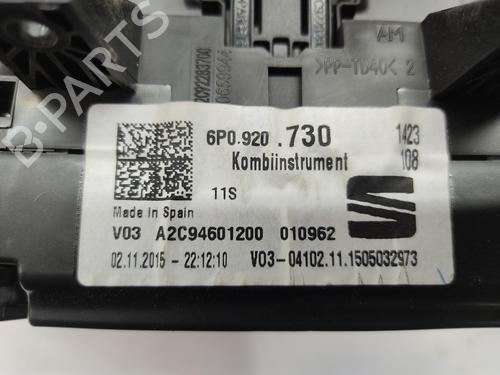 AM
>PP-TD40< 2
6P0.920 .730 1423
Kombiinstrument 108
11S
Made in Spain
V03 A2C94601200 010962
02.11.2015 - 22:12:10 V03-04102.11.1505032973